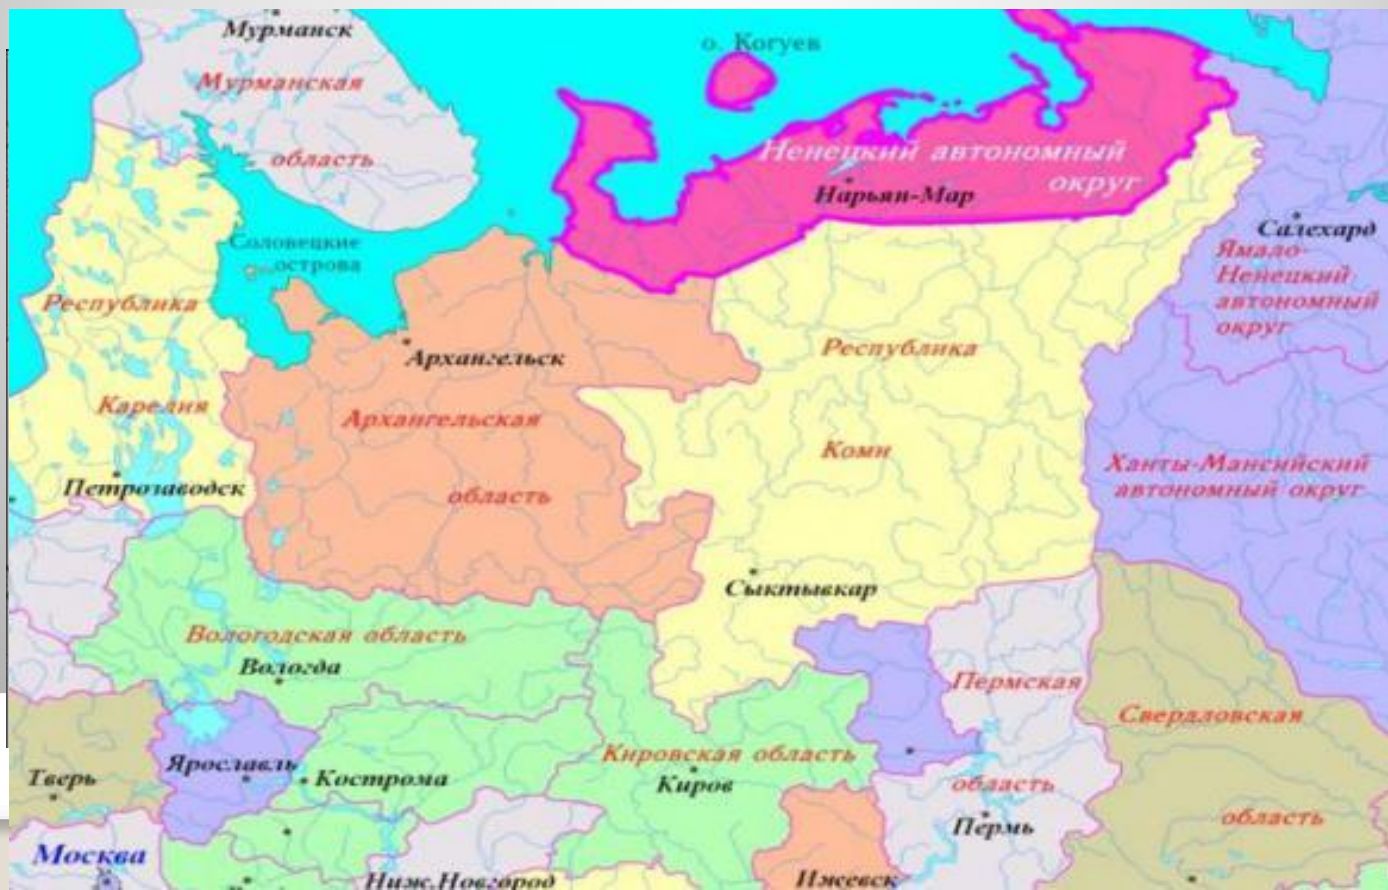 Мурманск
о. Когуев
Мурманская
область
Ненецкий автономный
округ
Нарьян-Мар
Салехард
Соловецкие
острова
Ямало-
Ненецкий
автономный
округ
Республика
Карелия
Архангельск
Республика
Коми
Архангельская
область
Ханты-Мансийский
автономный округ
Петрозаводск
Сыктывкар
Вологодская область
Вологда
Пермская
область
Свердловская
область
Кировская область
Киров
Ярославль
Кострома
Тверь
Пермь
Москва
Ниж.Новгород
Ижевск